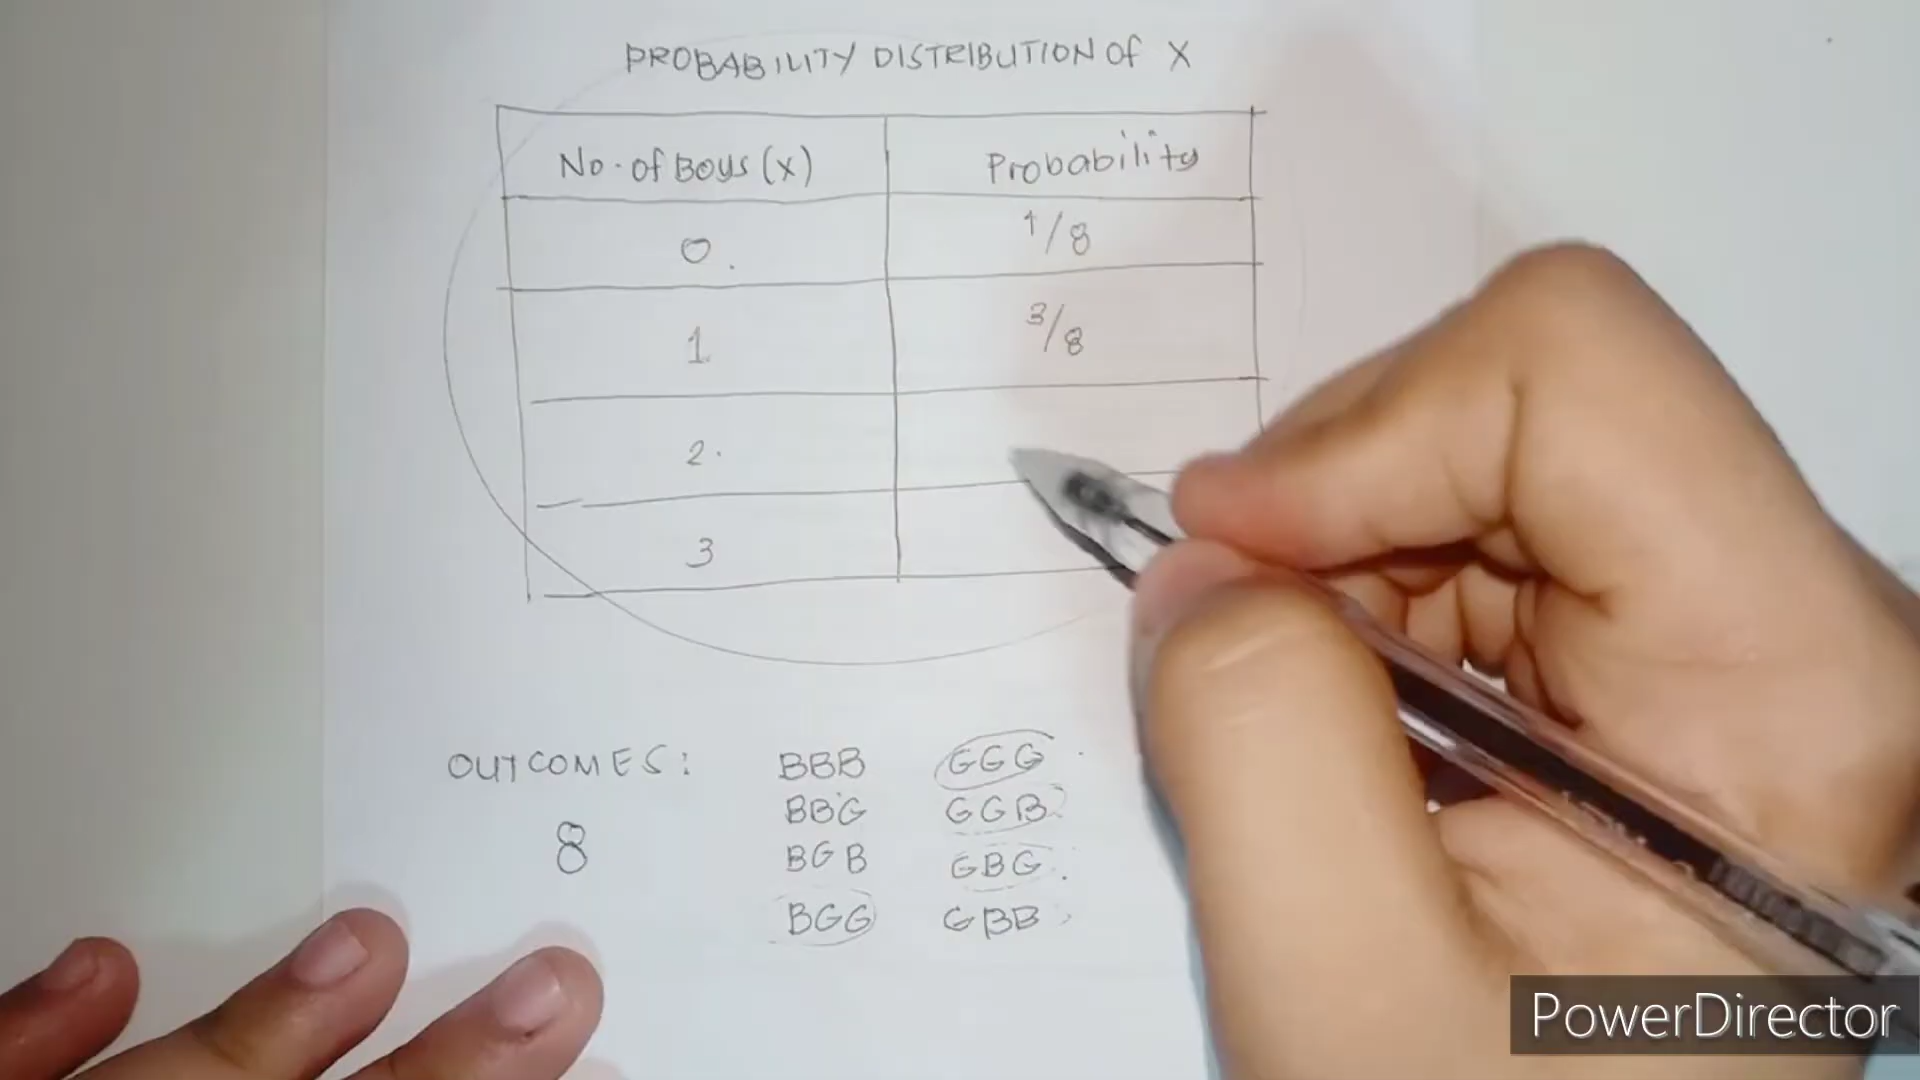 PROBABILITY DISTRIBUTION Of X
No. of Boys (x) Probability
0. 1/8
1 3/8
2.
3
OUTCOMES: BBB GGG
BBG GGB
8
BGB GBG
BGG GBB
PowerDirector